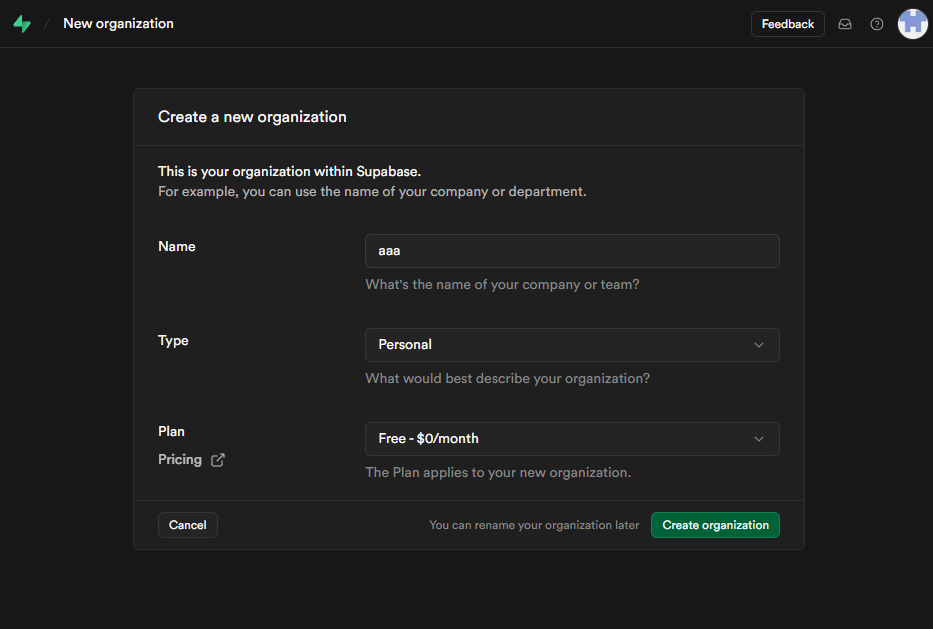 New organization
Feedback
Create a new organization
This is your organization within Supabase.
For example, you can use the name of your company or department.
Name
aaa
What's the name of your company or team?
Type
Personal
What would best describe your organization?
Plan
Pricing
Free - $0/month
The Plan applies to your new organization.
Cancel
You can rename your organization later
Create organization